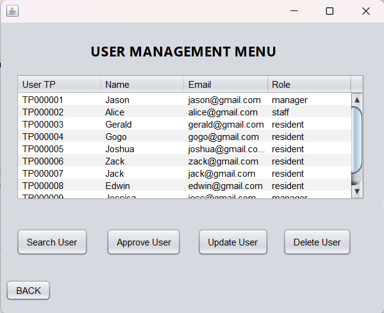 USER MANAGEMENT MENU
User TP Name Email Role
TP000001 Jason jason@gmail.com manager
TP000002 Alice alice@gmail.com staff
TP000003 Gerald gerald@gmail.com resident
TP000004 Gogo gogo@gmail.com resident
TP000005 Joshua joshua@gmail.co... resident
TP000006 Zack zack@gmail.com resident
TP000007 Jack jack@gmail.com resident
TP000008 Edwin edwin@gmail.com resident
TP000009 Jessica jess@gmail.com manager
Search User Approve User Update User Delete User
BACK